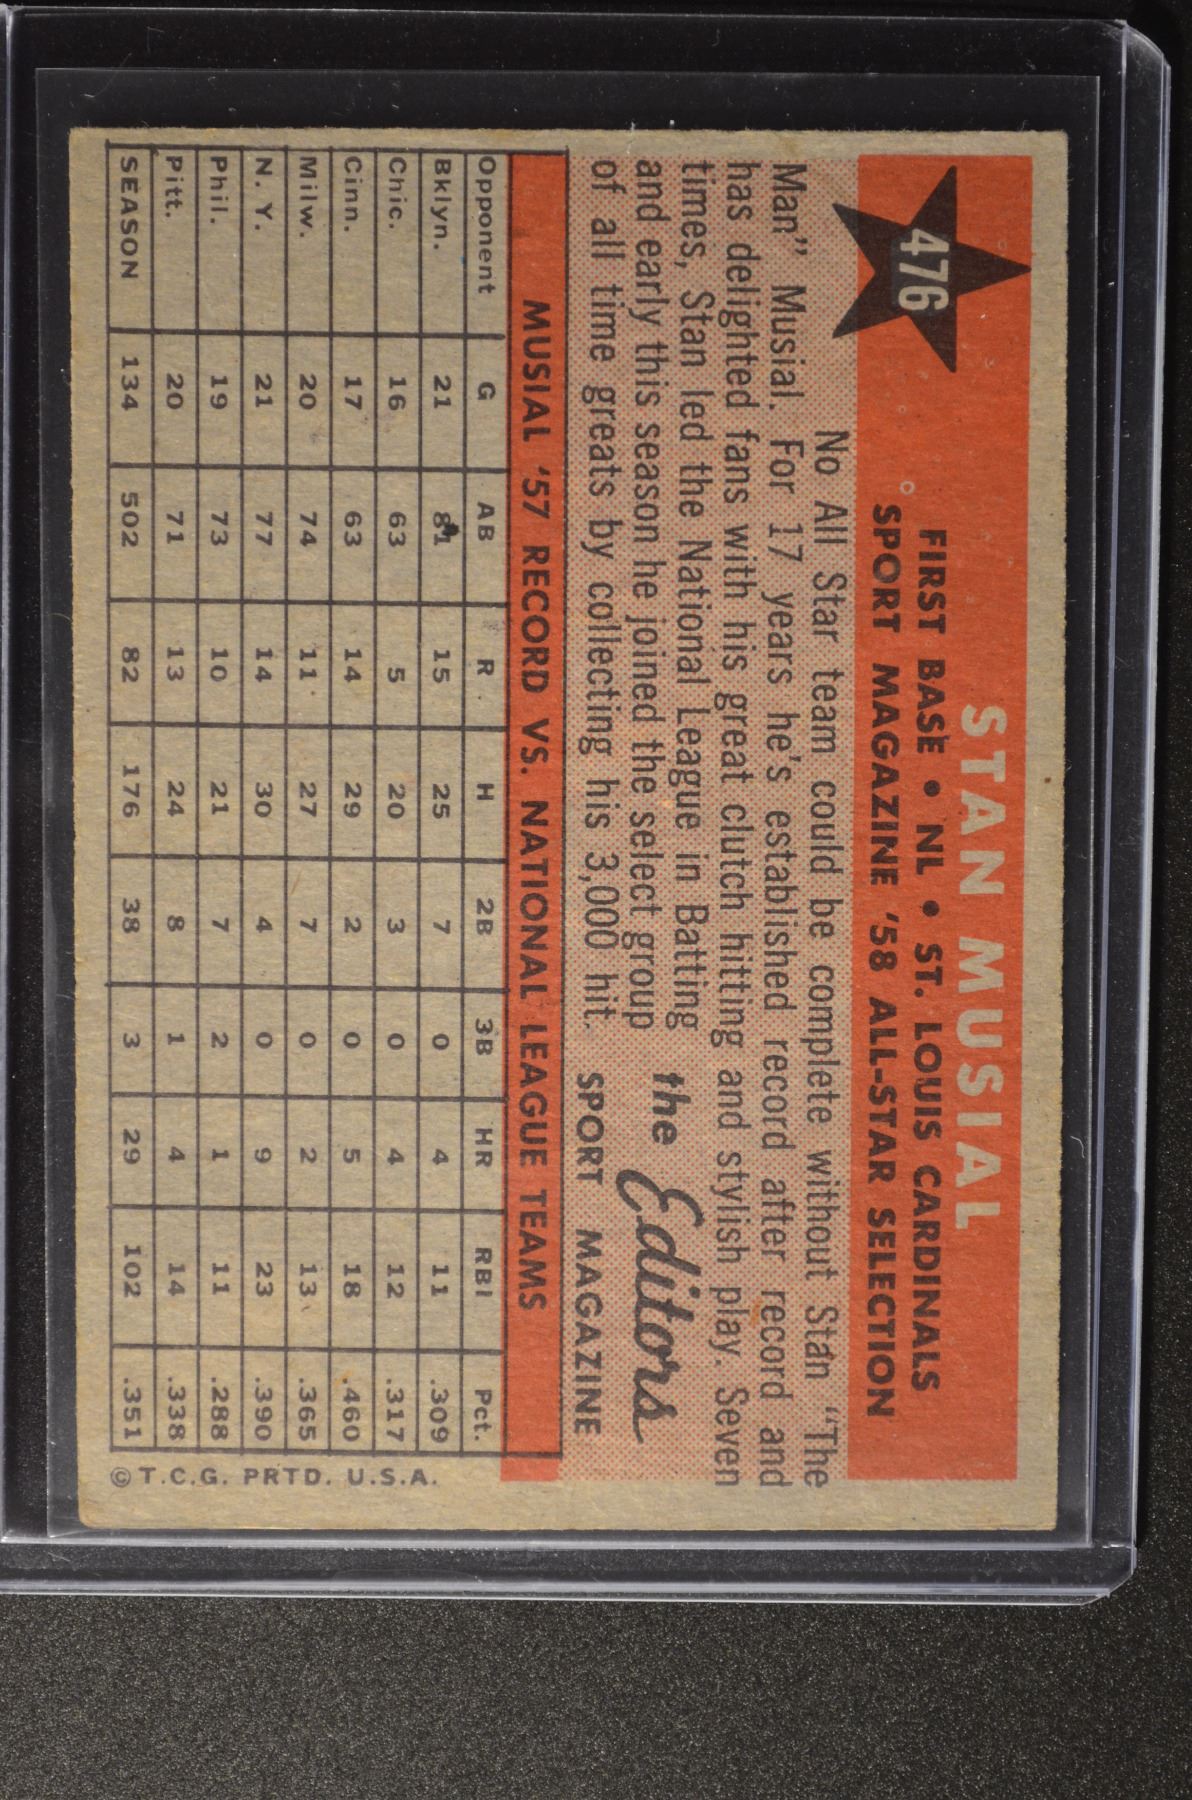 476
STAN MUSIAL
FIRST BASE • NL • ST. LOUIS CARDINALS
SPORT MAGAZINE '58 ALL-STAR SELECTION
No All Star team could be complete without Stan "The
Man" Musial. For 17 years he's established record after record and
has delighted fans with his great clutch hitting and stylish play. Seven
times, Stan led the National League in Batting
and early this season he joined the select group
of all time greats by collecting his 3,000 hit.
the Editors
SPORT MAGAZINE
MUSIAL '57 RECORD VS. NATIONAL LEAGUE TEAMS
Opponent G AB R H 2B 3B HR RBI Pct.
Bklyn. 21 81 15 25 7 0 4 11 .309
Chic. 16 63 5 20 3 0 4 12 .317
Cinn. 17 63 14 29 2 0 5 18 .460
Milw. 20 74 11 27 7 0 2 13 .365
N. Y. 21 77 14 30 4 0 9 23 .390
Phil. 19 73 10 21 7 2 1 11 .288
Pitt. 20 71 13 24 8 1 4 14 .338
SEASON 134 502 82 176 38 3 29 102 .351
© T.C.G. PRTD. U.S.A.